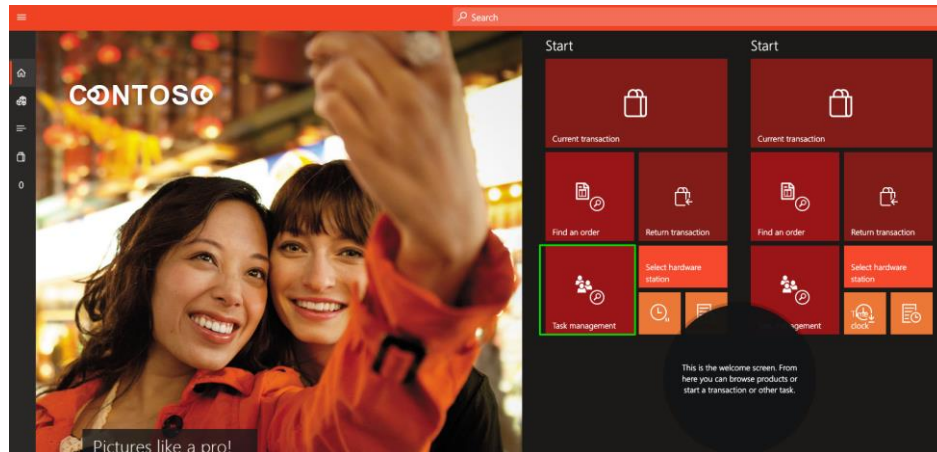 Search
CONTOSO
Start
Current transaction
Find an order
Return transaction
Task management
Select hardware
station
Start
Current transaction
Find an order
Return transaction
Select hardware
station
clock
This is the welcome screen. From
here you can browse products or
start a transaction or other task.
Pictures like a pro!
0